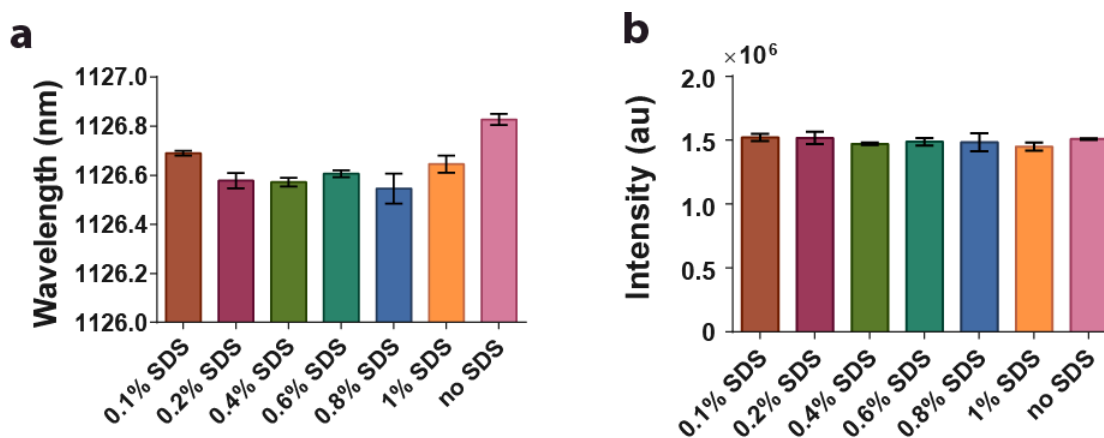 a
Wavelength (nm)
1127.0
1126.8
1126.6
1126.4
1126.2
1126.0
0.1% SDS
0.2% SDS
0.4% SDS
0.6% SDS
0.8% SDS
1% SDS
no SDS
b
×10⁶
Intensity (au)
2.0
1.5
1.0
0.5
0
0.1% SDS
0.2% SDS
0.4% SDS
0.6% SDS
0.8% SDS
1% SDS
no SDS